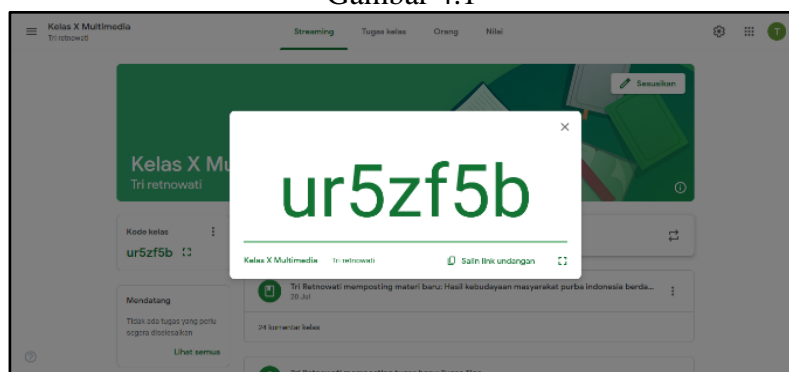 Gambar 4.1
Kelas X Multimedia
Tri retnowati
Streaming
Tugas kelas
Orang
Nilai
T
Sesuaikan
Kelas X Mu
Tri retnowati
ur5zf5b
Kelas X Multimedia
Tri retnowati
Salin link undangan
Kode kelas
ur5zf5b
Tri Retnowati memposting materi baru: Hasil kebudayaan masyarakat purba indonesia berda...
20 Jul
24 komentar kelas
Mendatang
Tidak ada tugas yang perlu
segera diselesaikan
Lihat semua